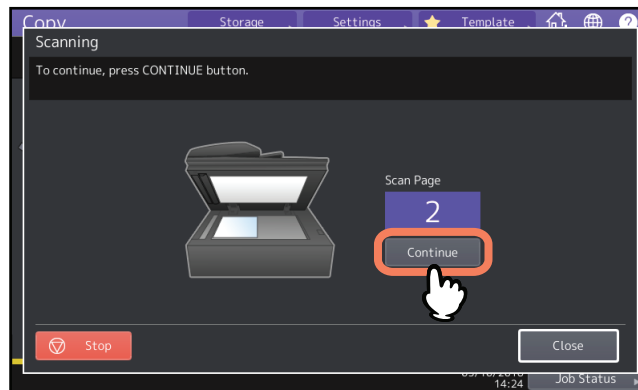 Copy Storage Settings Template ?
Scanning
To continue, press CONTINUE button.
Scan Page
2
Continue
Stop
Close
14:24 Job Status